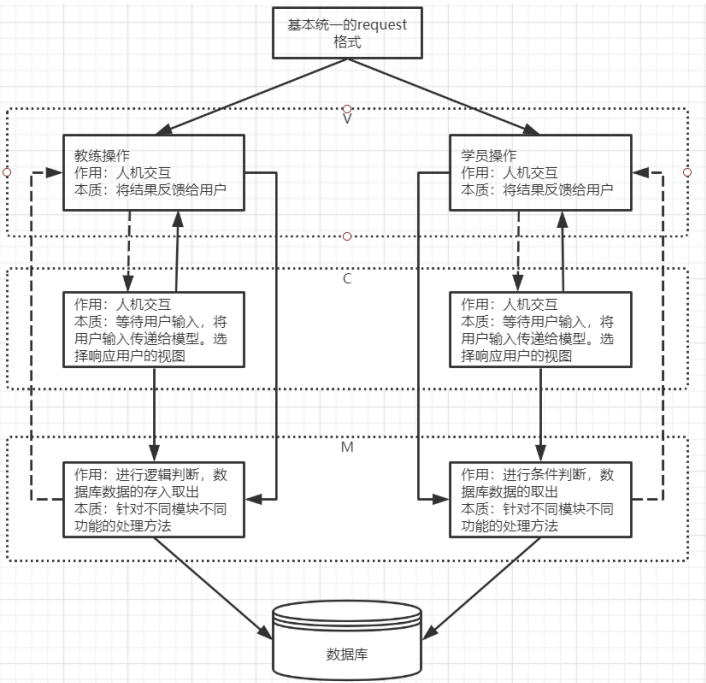 基本统一的request
格式
V
教练操作
作用：人机交互
本质：将结果反馈给用户
学员操作
作用：人机交互
本质：将结果反馈给用户
C
作用：人机交互
本质：等待用户输入，将
用户输入传递给模型。选
择响应用户的视图
作用：人机交互
本质：等待用户输入，将
用户输入传递给模型。选
择响应用户的视图
M
作用：进行逻辑判断，数
据库数据的存入取出
本质：针对不同模块不同
功能的处理方法
作用：进行条件判断，数
据库数据的取出
本质：针对不同模块不同
功能的处理方法
数据库